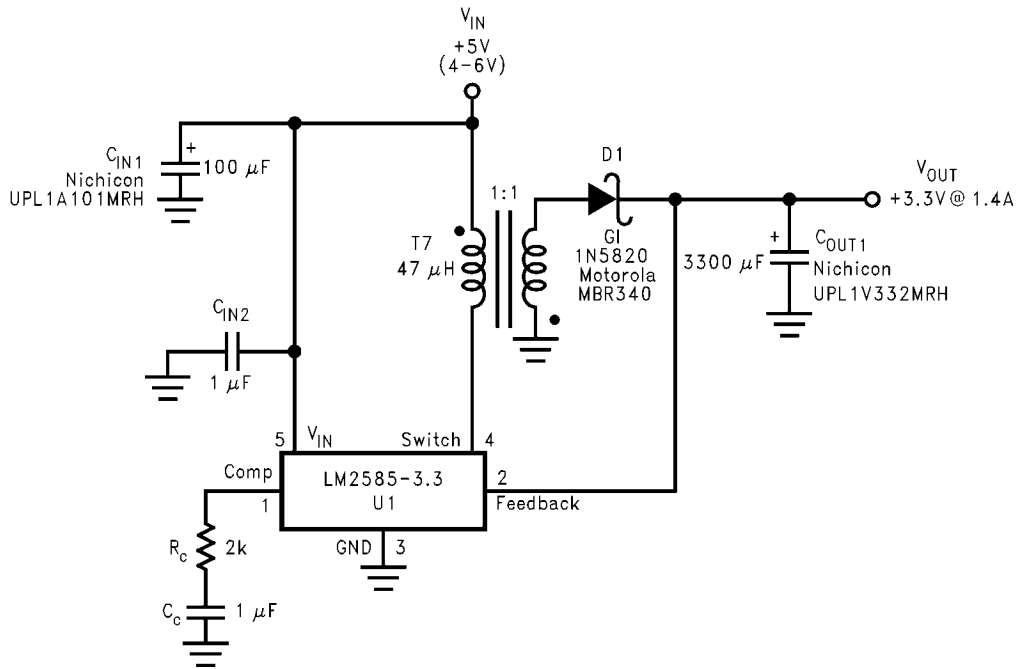 V_IN
+5V
(4-6V)
C_IN1
Nichicon
UPL1A101MRH
+
100 μF
D1
1:1
V_OUT
+3.3V @ 1.4A
T7
47 μH
GI
1N5820
Motorola
MBR340
3300 μF
+
C_OUT1
Nichicon
UPL1V332MRH
C_IN2
1 μF
5
V_IN
Switch
4
Comp
1
LM2585-3.3
U1
2
Feedback
GND
3
R_c
2k
C_c
1 μF